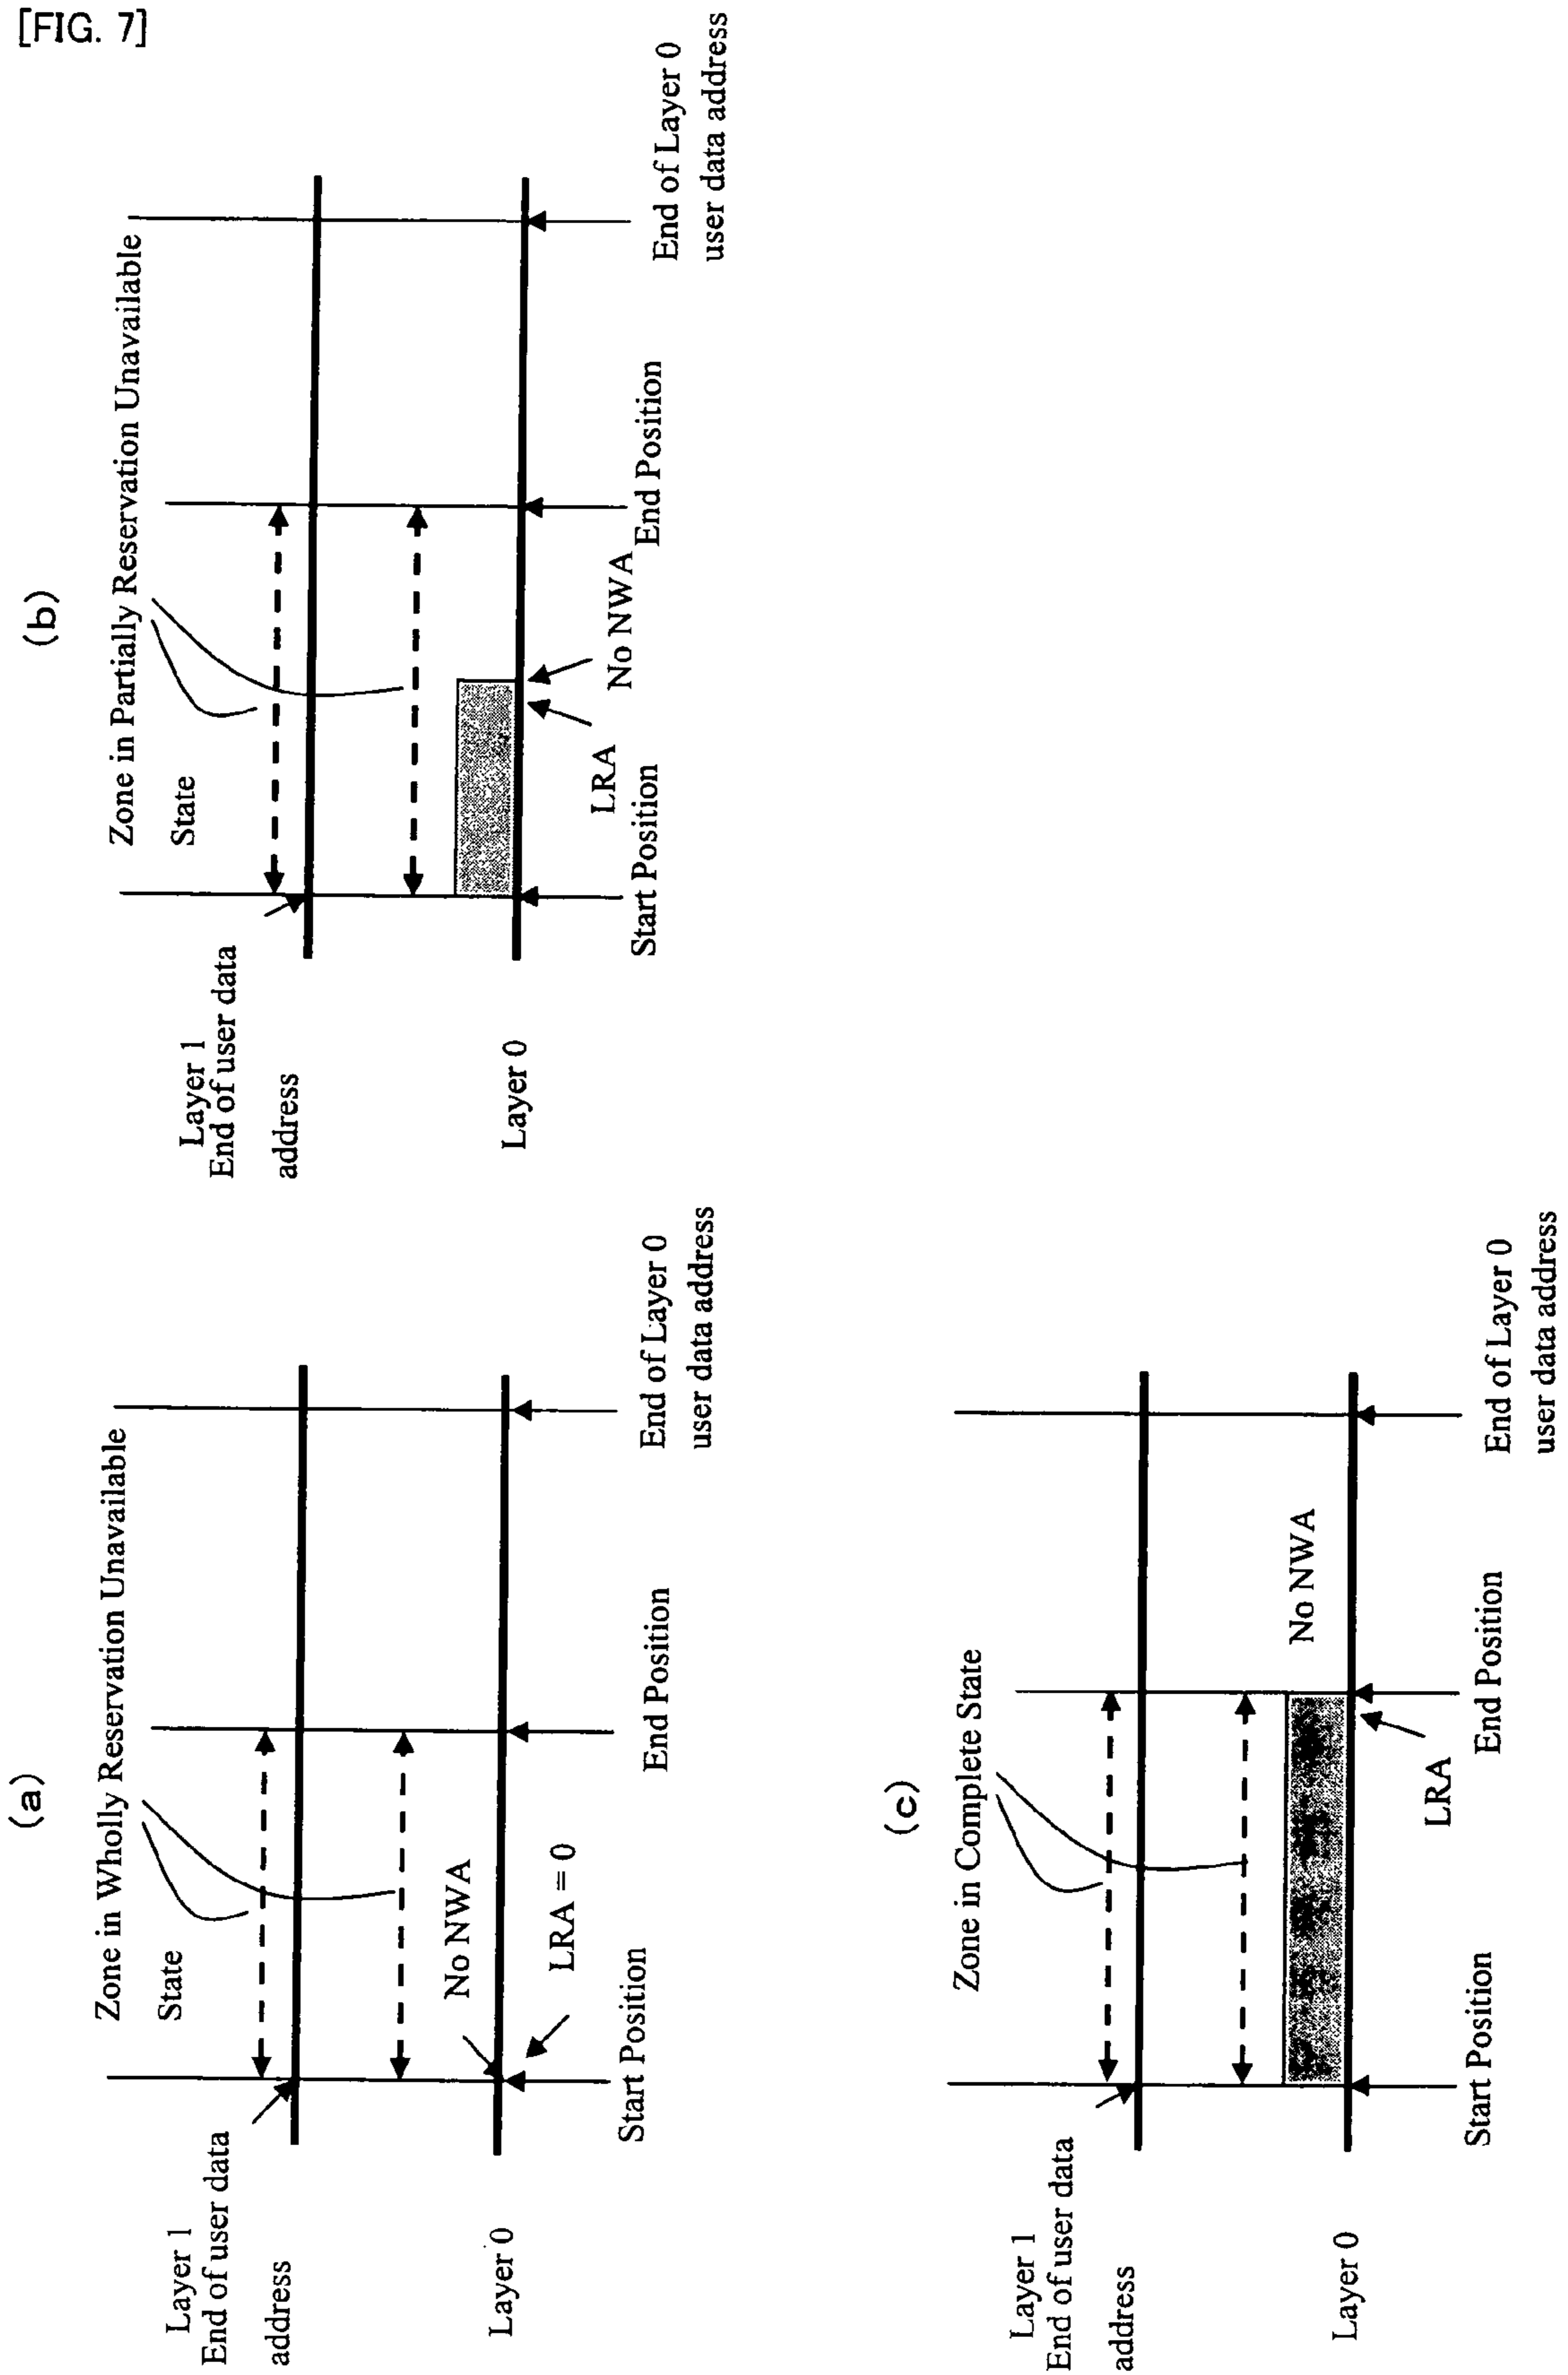 [FIG. 7]
(a)
Zone in Wholly Reservation Unavailable
State
Layer 1
End of user data
address
No NWA
Layer 0
LRA = 0
Start Position
End Position
End of Layer 0
user data address
(b)
Zone in Partially Reservation Unavailable
State
Layer 1
End of user data
address
Layer 0
LRA
No NWA
Start Position
End Position
End of Layer 0
user data address
(c)
Zone in Complete State
Layer 1
End of user data
address
No NWA
Layer 0
LRA
Start Position
End Position
End of Layer 0
user data address